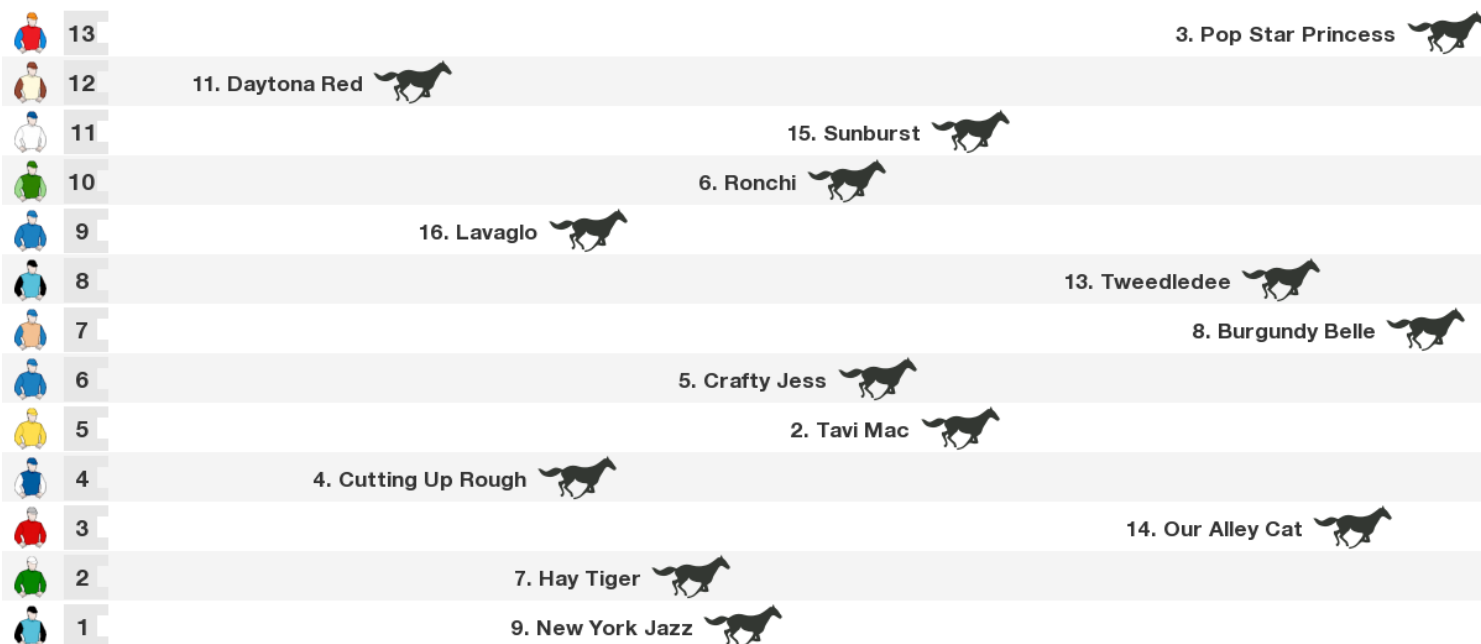 13 3. Pop Star Princess
12 11. Daytona Red
11 15. Sunburst
10 6. Ronchi
9 16. Lavaglo
8 13. Tweedledee
7 8. Burgundy Belle
6 5. Crafty Jess
5 2. Tavi Mac
4 4. Cutting Up Rough
3 14. Our Alley Cat
2 7. Hay Tiger
1 9. New York Jazz